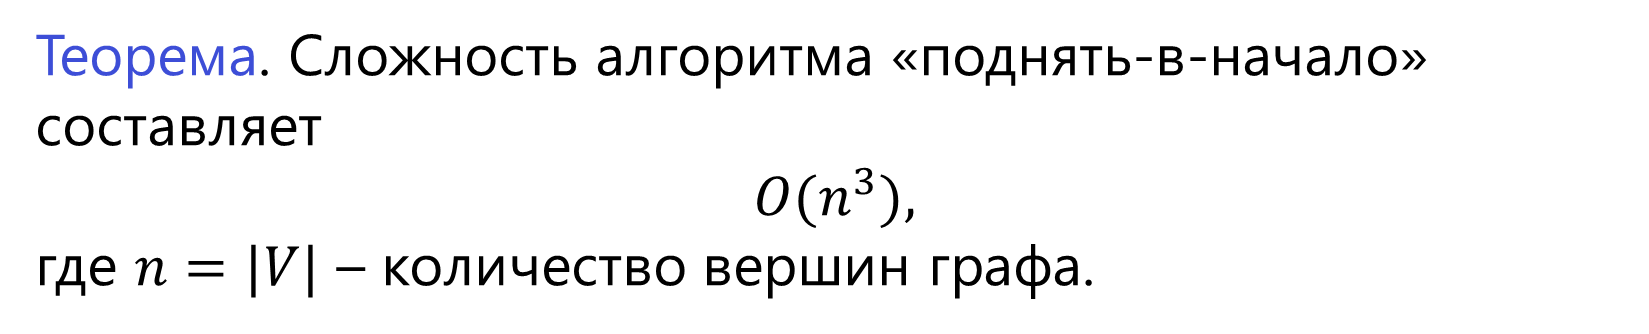 Теорема. Сложность алгоритма «поднять-в-начало»
составляет
O(n³),
где n = |V| – количество вершин графа.